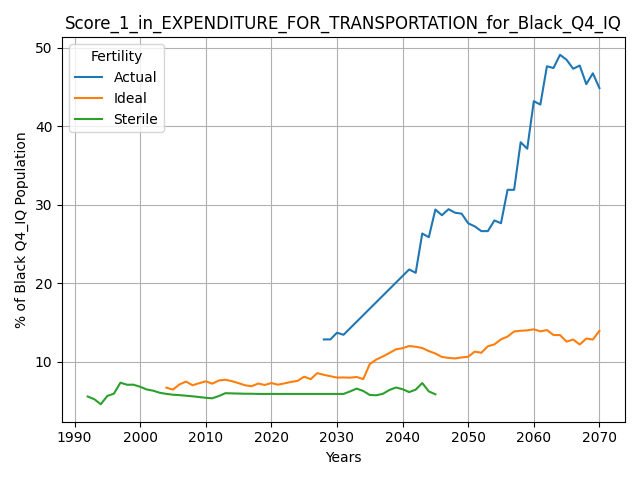 Score_1_in_EXPENDITURE_FOR_TRANSPORTATION_for_Black_Q4_IQ
Fertility
Actual
Ideal
Sterile
% of Black Q4_IQ Population
50
40
30
20
10
1990 2000 2010 2020 2030 2040 2050 2060 2070
Years